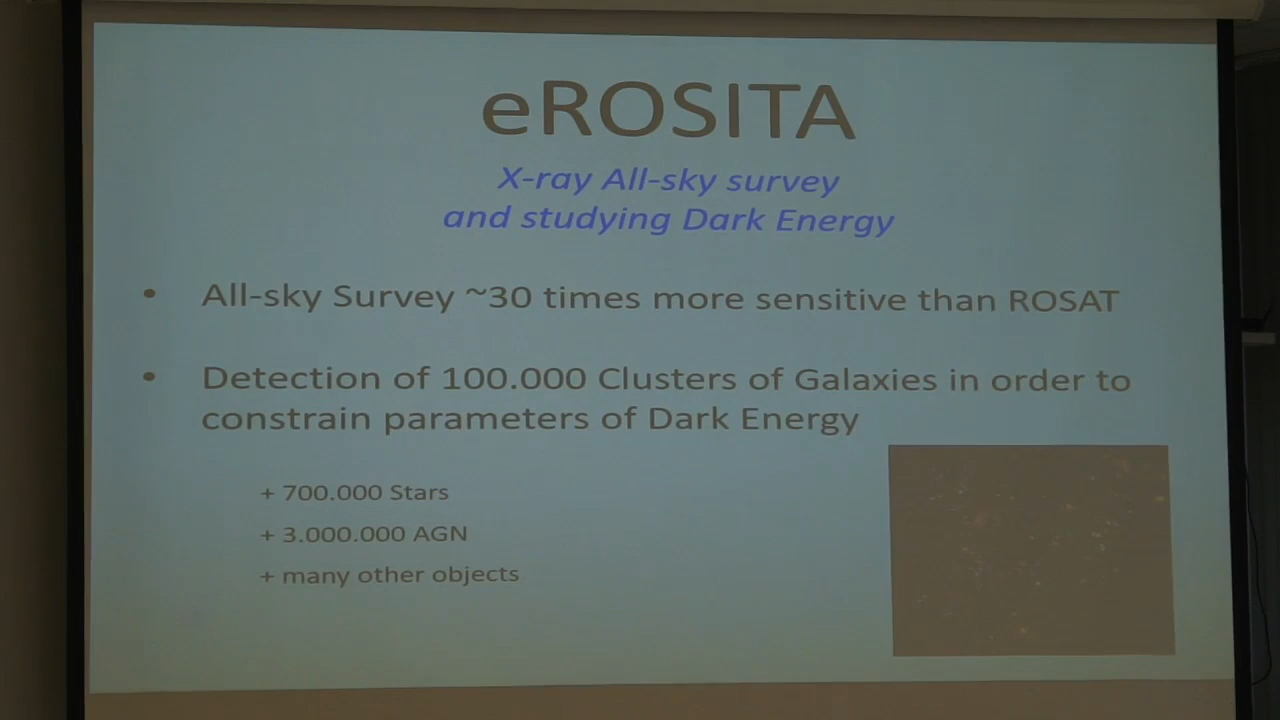 eROSITA
X-ray All-sky survey
and studying Dark Energy
• All-sky Survey ~30 times more sensitive than ROSAT
• Detection of 100.000 Clusters of Galaxies in order to
constrain parameters of Dark Energy
+ 700.000 Stars
+ 3.000.000 AGN
+ many other objects